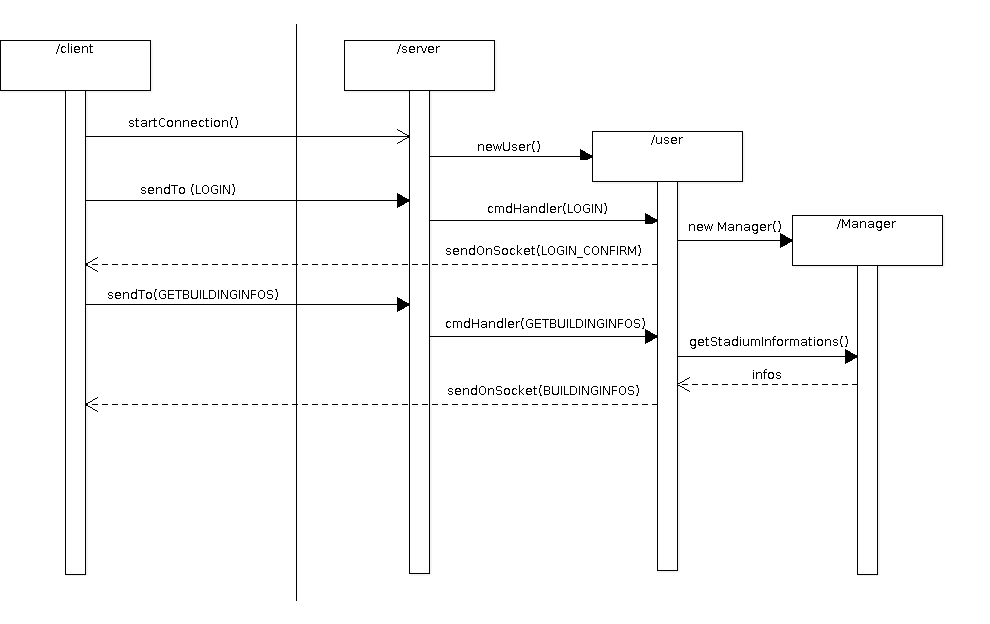 /client
/server
startConnection()
newUser()
/user
sendTo (LOGIN)
cmdHandler(LOGIN)
new Manager()
/Manager
sendOnSocket(LOGIN_CONFIRM)
sendTo(GETBUILDINGINFOS)
cmdHandler(GETBUILDINGINFOS)
getStadiumInformations()
infos
sendOnSocket(BUILDINGINFOS)